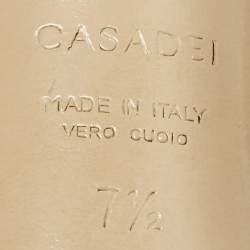 CASADEI
MADE IN ITALY
VERO CUOIO
7½